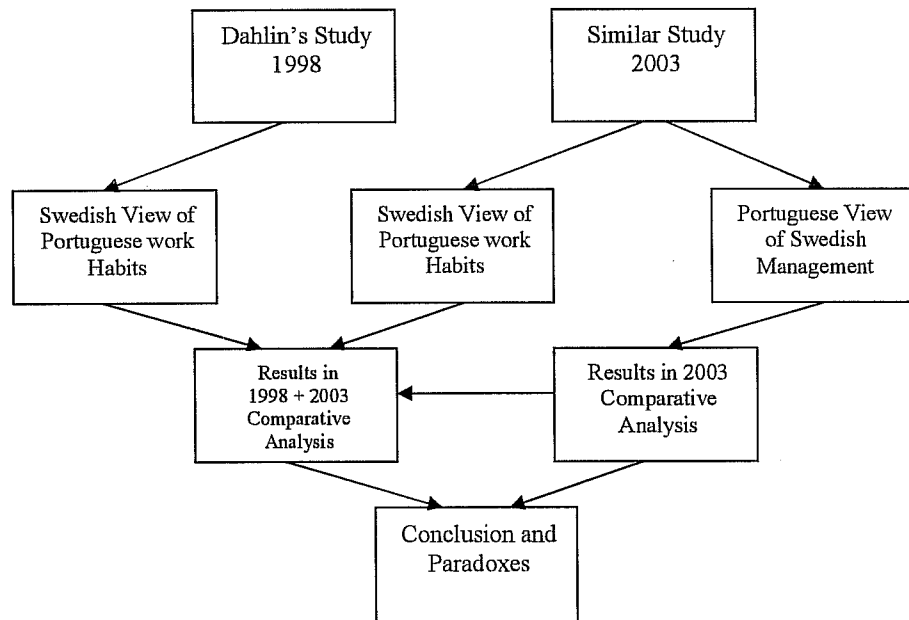 Dahlin's Study
1998
Similar Study
2003
Swedish View of
Portuguese work
Habits
Swedish View of
Portuguese work
Habits
Portuguese View
of Swedish
Management
Results in
1998 + 2003
Comparative
Analysis
Results in 2003
Comparative
Analysis
Conclusion and
Paradoxes